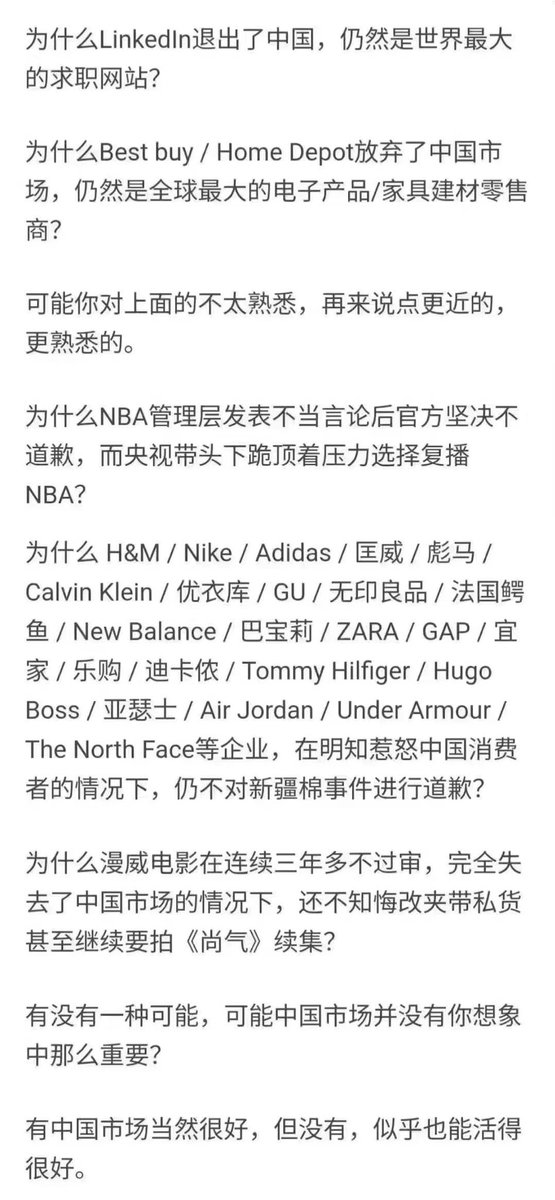 为什么LinkedIn退出了中国，仍然是世界最大
的求职网站？
为什么Best buy / Home Depot放弃了中国市
场，仍然是全球最大的电子产品/家具建材零售
商？
可能你对上面的不太熟悉，再来说点更近的，
更熟悉的。
为什么NBA管理层发表不当言论后官方坚决不
道歉，而央视带头下跪顶着压力选择复播
NBA？
为什么 H&M / Nike / Adidas / 匡威 / 彪马 /
Calvin Klein / 优衣库 / GU / 无印良品 / 法国鳄
鱼 / New Balance / 巴宝莉 / ZARA / GAP / 宜
家 / 乐购 / 迪卡侬 / Tommy Hilfiger / Hugo
Boss / 亚瑟士 / Air Jordan / Under Armour /
The North Face等企业，在明知惹怒中国消费
者的情况下，仍不对新疆棉事件进行道歉？
为什么漫威电影在连续三年多不过审，完全失
去了中国市场的情况下，还不知悔改夹带私货
甚至继续要拍《尚气》续集？
有没有一种可能，可能中国市场并没有你想象
中那么重要？
有中国市场当然很好，但没有，似乎也能活得
很好。